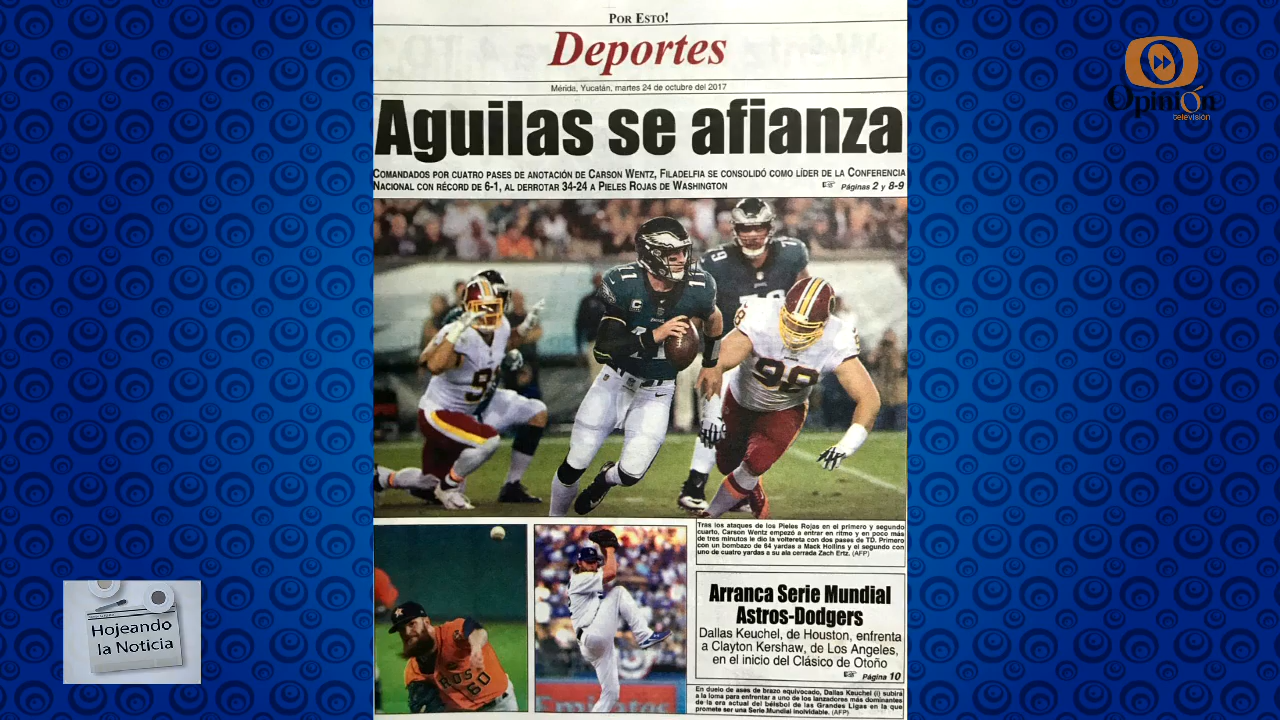 POR ESTO!
Deportes
Mérida, Yucatán, martes 24 de octubre del 2017
Aguilas se afianza
COMANDADOS POR CUATRO PASES DE ANOTACIÓN DE CARSON WENTZ, FILADELFIA SE CONSOLIDÓ COMO LÍDER DE LA CONFERENCIA
NACIONAL CON RÉCORD DE 6-1, AL DERROTAR 34-24 A PIELES ROJAS DE WASHINGTON
Páginas 2 y 8-9
Opinión
televisión
11
11
79
98
Tras los ataques de los Pieles Rojas en el primero y segundo
cuarto, Carson Wentz empezó a entrar en ritmo y en poco más
de tres minutos le dio la voltereta con dos pases de TD. Primero
con un bombazo de 64 yardas a Mack Hollins y el segundo con
uno de cuatro yardas a su ala cerrada Zach Ertz. (AFP)
Arranca Serie Mundial
Astros-Dodgers
Dallas Keuchel, de Houston, enfrenta
a Clayton Kershaw, de Los Angeles,
en el inicio del Clásico de Otoño
Página 10
En duelo de ases de brazo equivocado, Dallas Keuchel (i) subirá
a la loma para enfrentar a uno de los lanzadores más dominantes
de la era actual del béisbol de las Grandes Ligas en la que
promete ser una Serie Mundial inolvidable. (AFP)
ROS
60
Hojeando
la Noticia